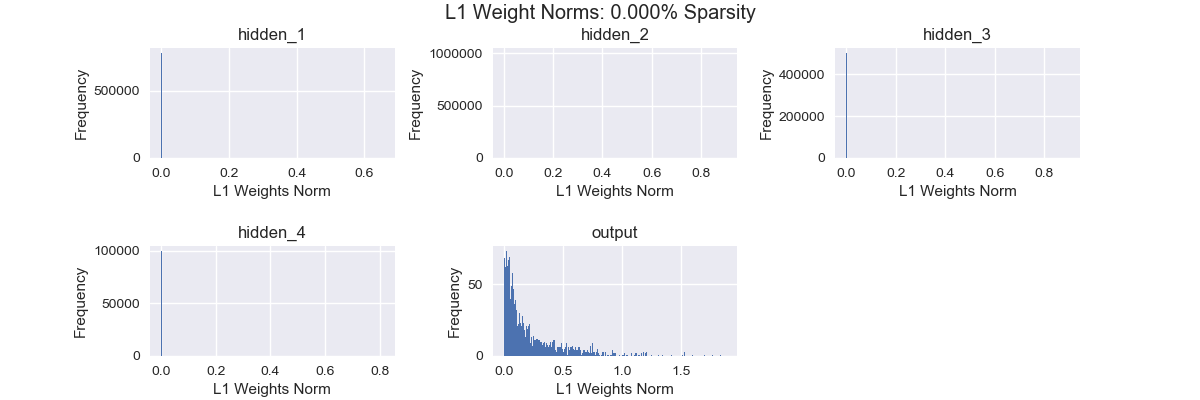 L1 Weight Norms: 0.000% Sparsity
hidden_1
Frequency
500000
0
0.0 0.2 0.4 0.6
L1 Weights Norm
hidden_2
Frequency
1000000
500000
0
0.0 0.2 0.4 0.6 0.8
L1 Weights Norm
hidden_3
Frequency
400000
200000
0
0.0 0.2 0.4 0.6 0.8
L1 Weights Norm
hidden_4
Frequency
100000
50000
0
0.0 0.2 0.4 0.6 0.8
L1 Weights Norm
output
Frequency
50
0
0.0 0.5 1.0 1.5
L1 Weights Norm